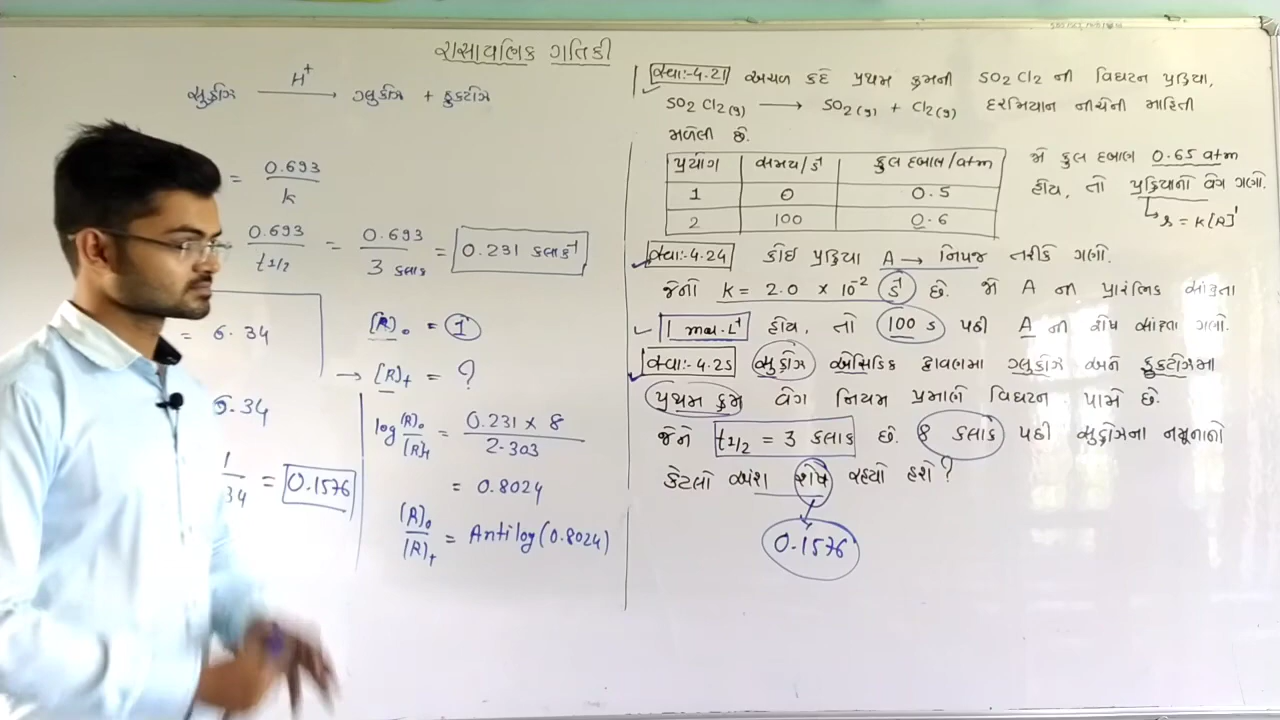 રાસાયણિક ગતિકી
સુક્રોઝ H⁺ → ગ્લુકોઝ + ફ્રુક્ટોઝ
= 0.693 / k
0.693 / t1/2 = 0.693 / 3 કલાક = 0.231 કલાક⁻¹
= 6.34
[R]₀ = 1
→ [R]t = ?
6.34
log [R]₀ / [R]t = 0.231 × 8 / 2.303
= 0.8024
1 / 34 = 0.1576
[R]₀ / [R]t = Antilog (0.8024)
સ્વા:-4.21 અચળ કદે પ્રથમ ક્રમની SO₂Cl₂ ની વિઘટન પ્રક્રિયા,
SO₂Cl₂(g) → SO₂(g) + Cl₂(g) દરમિયાન નીચેની માહિતી
મળેલી છે.
પ્રયોગ સમય/s⁻¹ કુલ દબાણ/atm
1 0 0.5
2 100 0.6
જો કુલ દબાણ 0.65 atm
હોય, તો પ્રક્રિયાનો વેગ ગણો.
r = K[R]¹
સ્વા:-4.24 કોઈ પ્રક્રિયા A → નિપજ તરીકે ગણો.
જેનો k = 2.0 × 10⁻² s⁻¹ છે. જો A ની પ્રારંભિક સાંદ્રતા
1 mol.L⁻¹ હોય, તો 100 s પછી A ની શેષ સાંદ્રતા ગણો.
સ્વા:-4.25 સુક્રોઝ એસિડિક દ્રાવણમા ગ્લુકોઝ અને ફ્રુક્ટોઝમા
પ્રથમ ક્રમ વેગ નિયમ પ્રમાણે વિઘટન પામે છે.
જેને t1/2 = 3 કલાક છે. 8 કલાક પછી સુક્રોઝના નમૂનાનો
કેટલો અંશ શેષ રહયો હશે?
0.1576